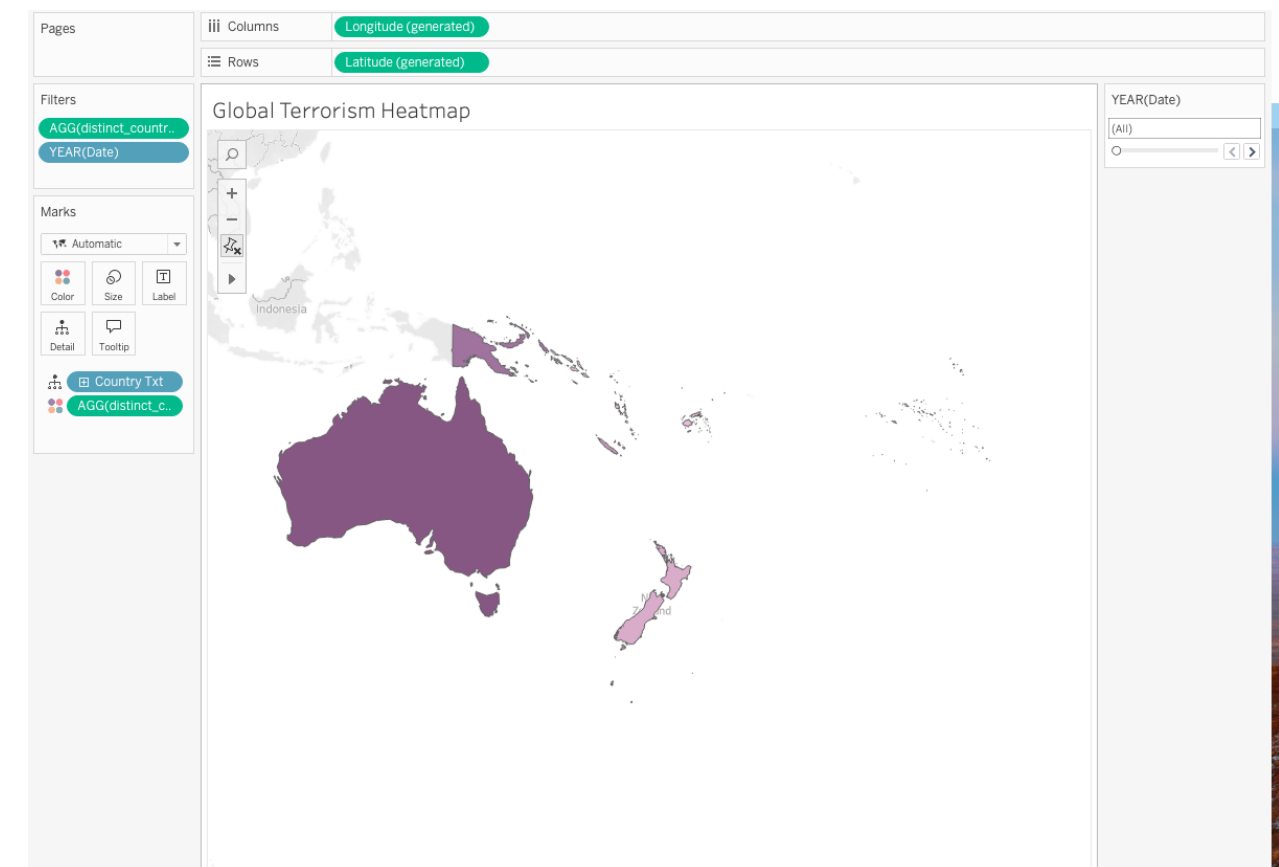 Pages
Columns
Longitude (generated)
Rows
Latitude (generated)
Filters
AGG(distinct_countr..
YEAR(Date)
Marks
Automatic
Color
Size
Label
Detail
Tooltip
Country Txt
AGG(distinct_c..
Global Terrorism Heatmap
Indonesia
YEAR(Date)
(All)